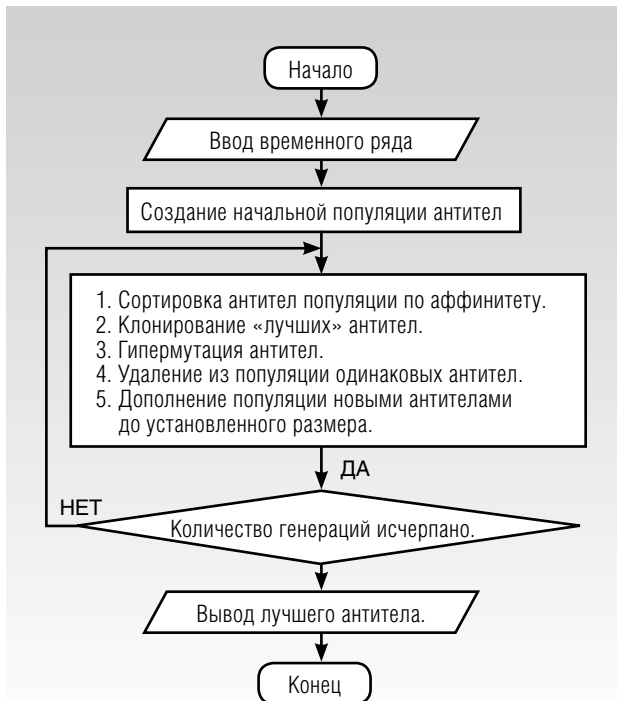 Начало
Ввод временного ряда
Создание начальной популяции антител
1. Сортировка антител популяции по аффинитету.
2. Клонирование «лучших» антител.
3. Гипермутация антител.
4. Удаление из популяции одинаковых антител.
5. Дополнение популяции новыми антителами
до установленного размера.
ДА
НЕТ
Количество генераций исчерпано.
Вывод лучшего антитела.
Конец